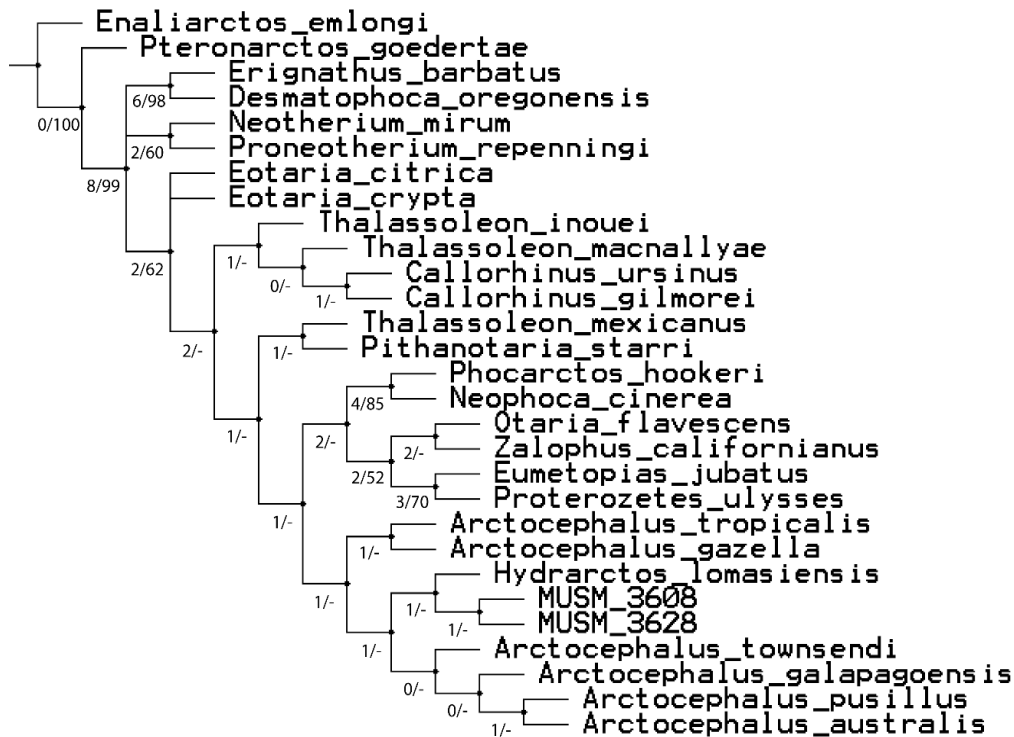 Enaliarctos_emlongi
Pteronarctos_goedertae
Erignathus_barbatus
6/98
Desmatophoca_oregonensis
0/100
Neotherium_mirum
2/60
Proneotherium_repenningi
Eotaria_citrica
8/99
Eotaria_crypta
Thalassoleon_inouei
Thalassoleon_macnallyae
1/-
2/62
Callorhinus_ursinus
0/-
Callorhinus_gilmorei
1/-
Thalassoleon_mexicanus
2/-
1/-
Pithanotaria_starri
Phocarctos_hookeri
4/85
Neophoca_cinerea
Otaria_flavescens
1/-
2/-
2/-
Zalophus_californianus
2/52
Eumetopias_jubatus
3/70
Proterozetes_ulysses
1/-
Arctocephalus_tropicalis
1/-
Arctocephalus_gazella
Hydrarctos_lomasiensis
1/-
1/-
MUSM_3608
1/-
MUSM_3628
1/-
Arctocephalus_townsendi
Arctocephalus_galapagoensis
0/-
Arctocephalus_pusillus
0/-
Arctocephalus_australis
1/-